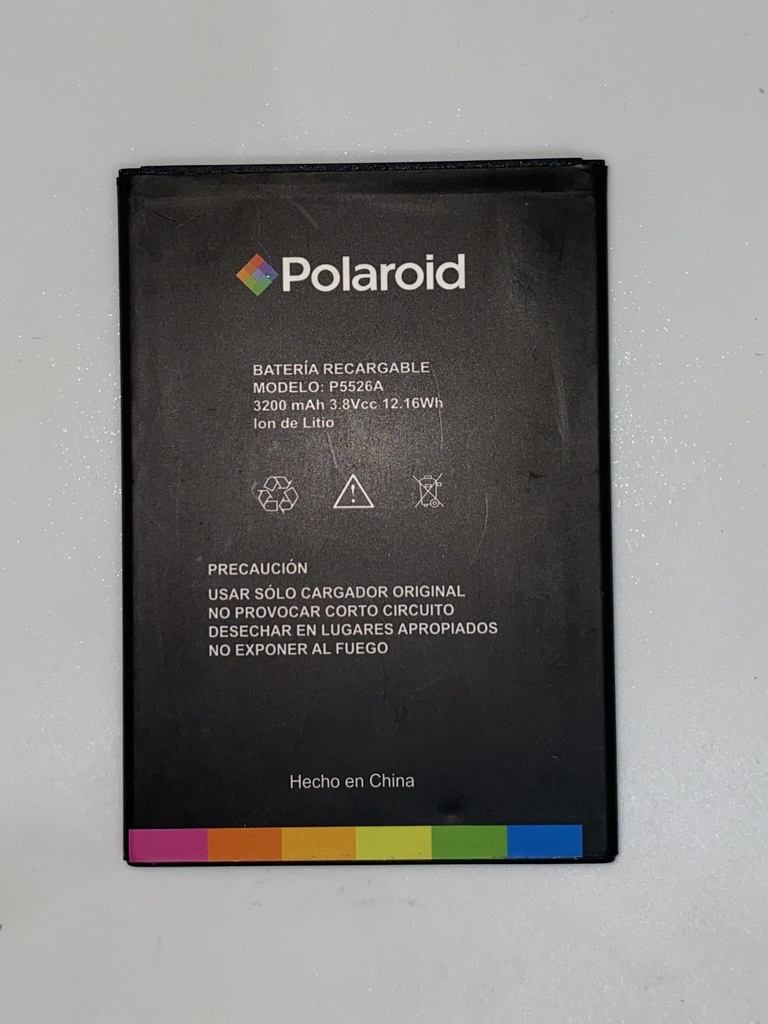 Polaroid
BATERÍA RECARGABLE
MODELO: P5526A
3200 mAh 3.8Vcc 12.16Wh
Ion de Litio
PRECAUCIÓN
USAR SÓLO CARGADOR ORIGINAL
NO PROVOCAR CORTO CIRCUITO
DESECHAR EN LUGARES APROPIADOS
NO EXPONER AL FUEGO
Hecho en China